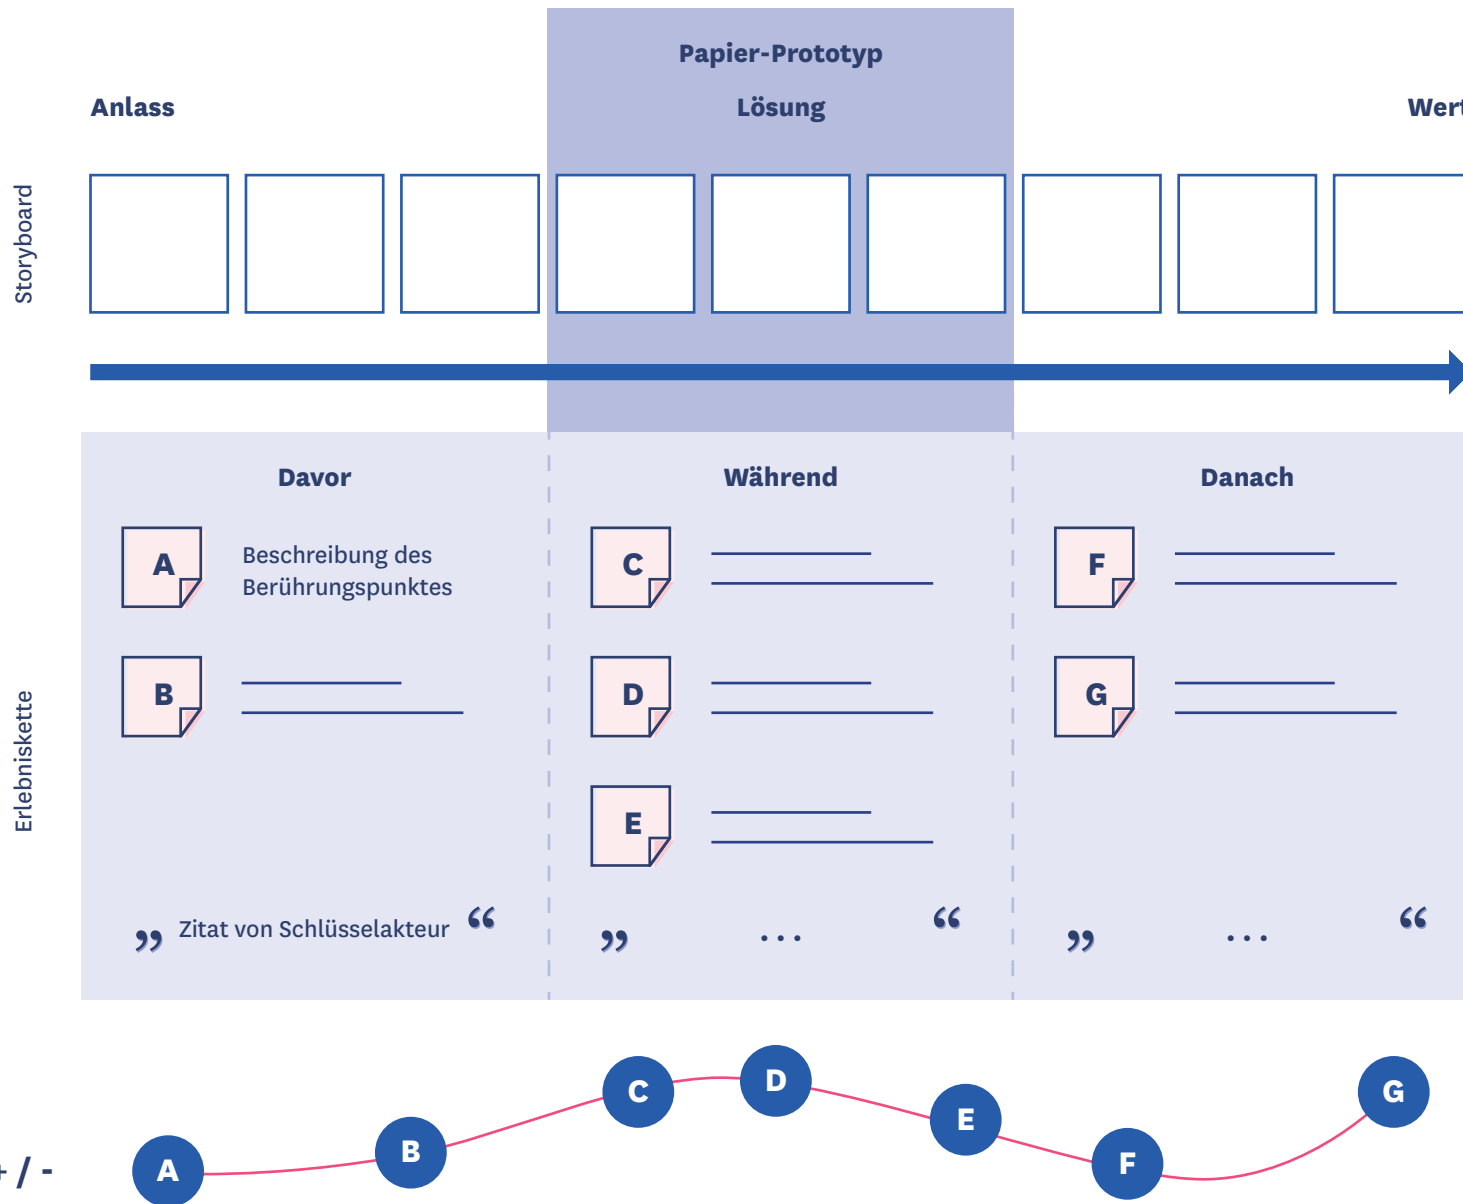 Papier-Prototyp
Anlass
Lösung
Wert
Storyboard
Davor
Während
Danach
A
Beschreibung des
Berührungspunktes
C
F
B
D
G
E
Erlebniskette
„ Zitat von Schlüsselakteur “
„ ... “
„ ... “
+ / -
A
B
C
D
E
F
G